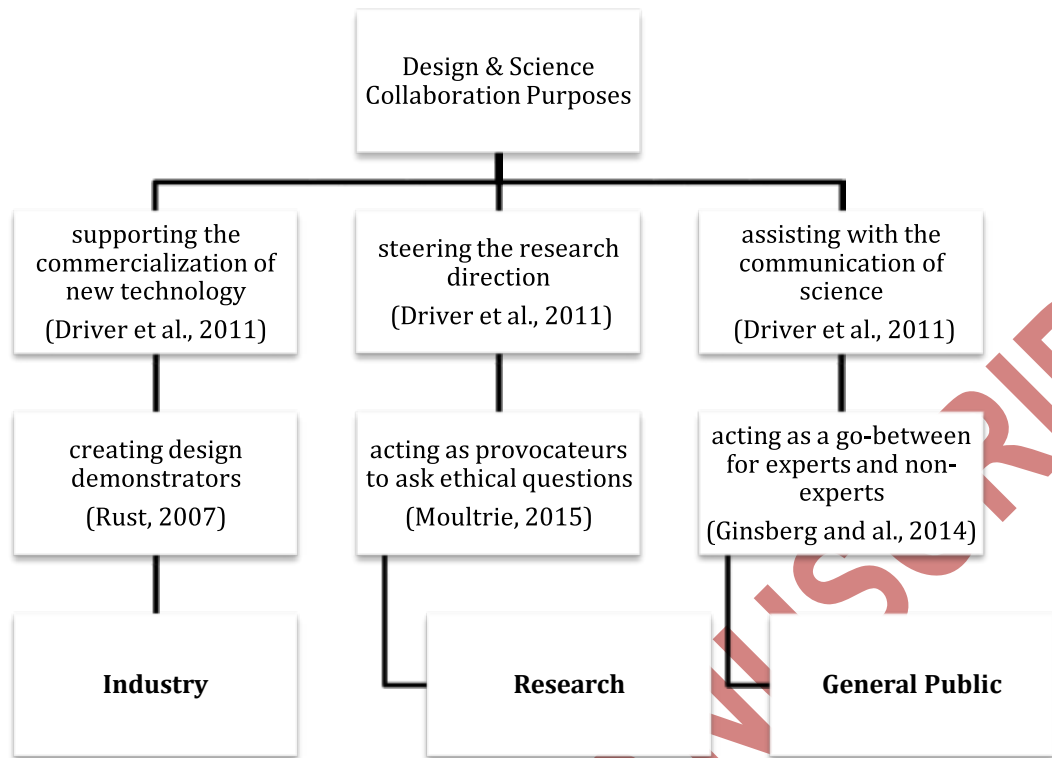 Design & Science
Collaboration Purposes
supporting the
commercialization of
new technology
(Driver et al., 2011)
steering the research
direction
(Driver et al., 2011)
assisting with the
communication of
science
(Driver et al., 2011)
creating design
demonstrators
(Rust, 2007)
acting as provocateurs
to ask ethical questions
(Moultrie, 2015)
acting as a go-between
for experts and non-
experts
(Ginsberg and al., 2014)
Industry
Research
General Public